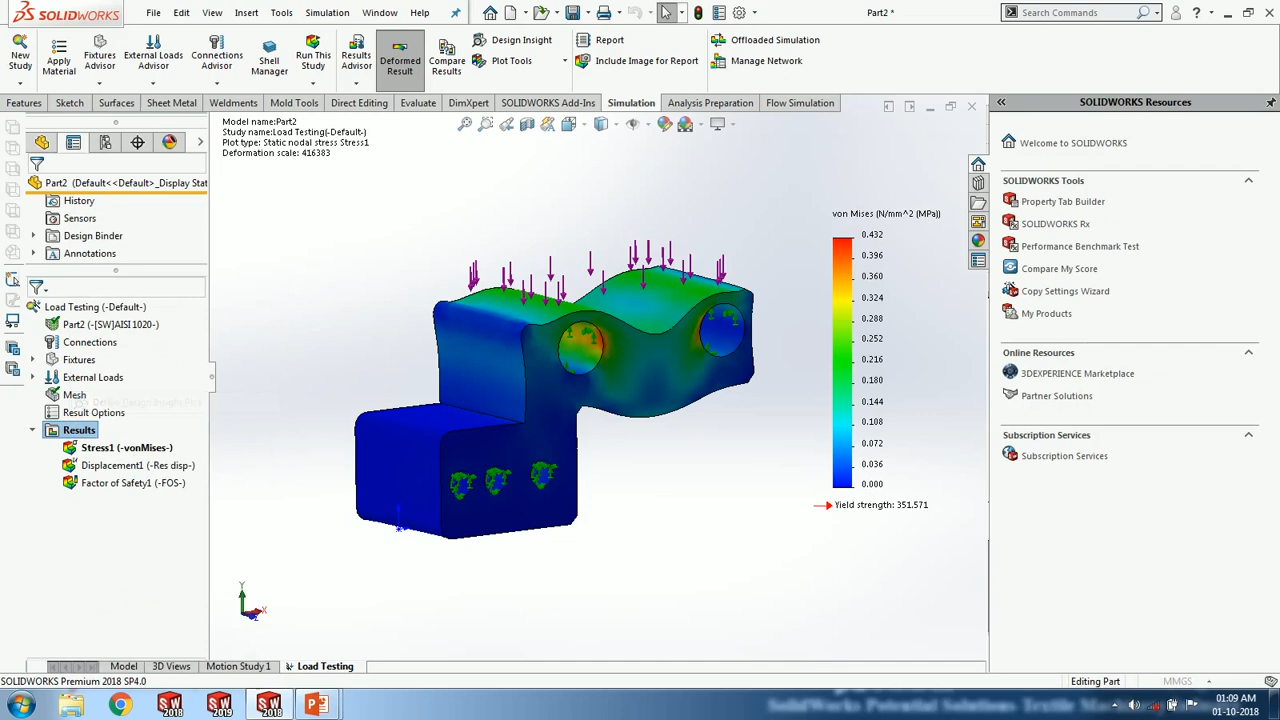 SOLIDWORKS
File
Edit
View
Insert
Tools
Simulation
Window
Help
Part2 *
Search Commands
New Study
Apply Material
Fixtures Advisor
External Loads Advisor
Connections Advisor
Shell Manager
Run This Study
Results Advisor
Deformed Result
Compare Results
Design Insight
Plot Tools
Report
Include Image for Report
Offloaded Simulation
Manage Network
Features
Sketch
Surfaces
Sheet Metal
Weldments
Mold Tools
Direct Editing
Evaluate
DimXpert
SOLIDWORKS Add-Ins
Simulation
Analysis Preparation
Flow Simulation
Part2 (Default<<Default>_Display Stat
History
Sensors
Design Binder
Annotations
Load Testing (-Default-)
Part2 (-[SW]AISI 1020-)
Connections
Fixtures
External Loads
Mesh
Result Options
Results
Stress1 (-vonMises-)
Displacement1 (-Res disp-)
Factor of Safety1 (-FOS-)
Model name:Part2
Study name:Load Testing(-Default-)
Plot type: Static nodal stress Stress1
Deformation scale: 416383
von Mises (N/mm^2 (MPa))
0.432
0.396
0.360
0.324
0.288
0.252
0.216
0.180
0.144
0.108
0.072
0.036
0.000
Yield strength: 351.571
Y
X
Z
SOLIDWORKS Resources
Welcome to SOLIDWORKS
SOLIDWORKS Tools
Property Tab Builder
SOLIDWORKS Rx
Performance Benchmark Test
Compare My Score
Copy Settings Wizard
My Products
Online Resources
3DEXPERIENCE Marketplace
Partner Solutions
Subscription Services
Subscription Services
Model
3D Views
Motion Study 1
Load Testing
SOLIDWORKS Premium 2018 SP4.0
Editing Part
MMGS
SW 2018
SW 2019
SW 2018
01:09 AM
01-10-2018